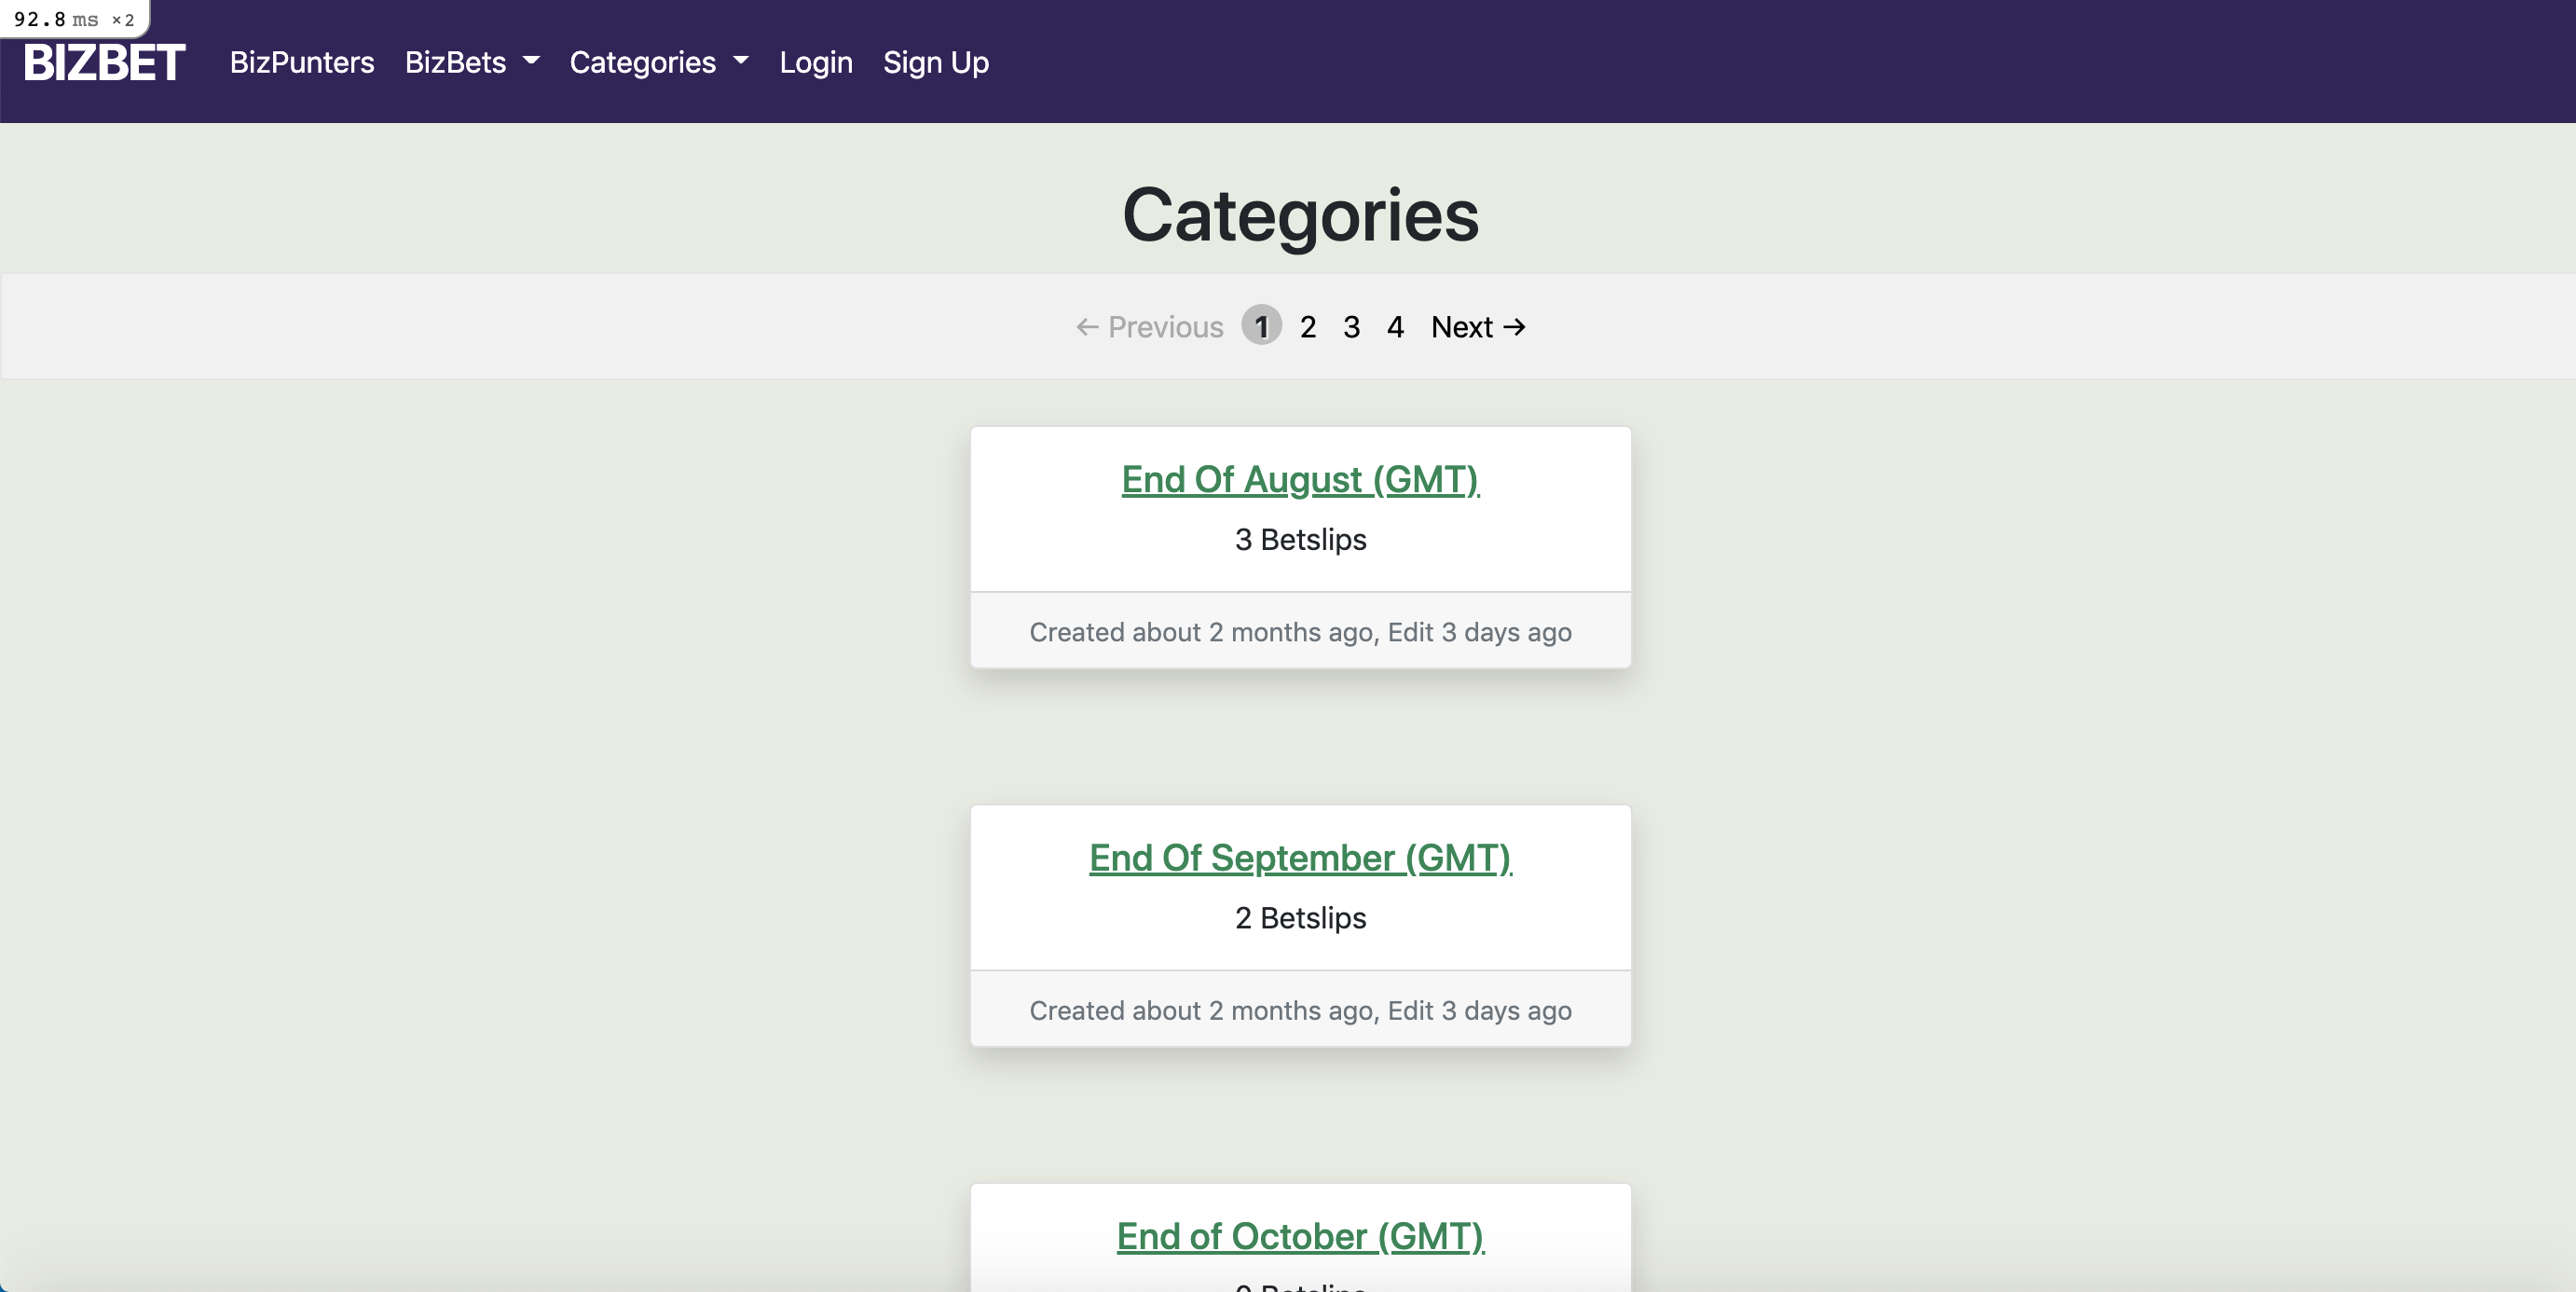 92.8 ms ×2
BIZBET BizPunters BizBets Categories Login Sign Up
Categories
← Previous 1 2 3 4 Next →
End Of August (GMT)
3 Betslips
Created about 2 months ago, Edit 3 days ago
End Of September (GMT)
2 Betslips
Created about 2 months ago, Edit 3 days ago
End of October (GMT)